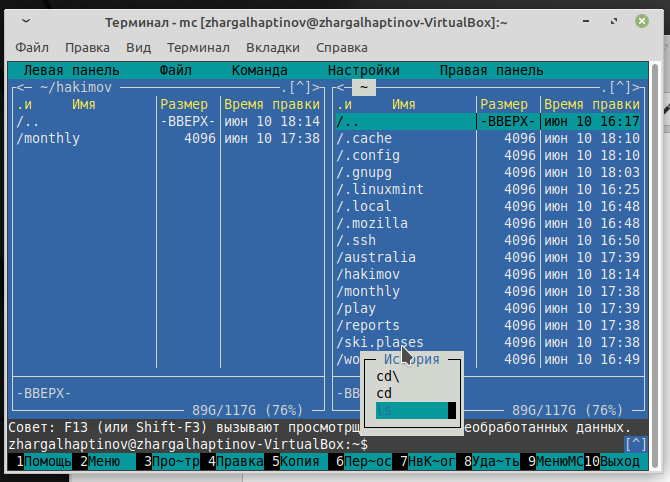 Терминал - mc [zhargalhaptinov@zhargalhaptinov-VirtualBox]:~
Файл Правка Вид Терминал Вкладки Справка
Левая панель Файл Команда Настройки Правая панель
<— ~/hakimov .[^]>
.и Имя Размер Время правки
/.. -ВВЕРХ- июн 10 18:14
/monthly 4096 июн 10 17:38
-ВВЕРХ-
89G/117G (76%)
<— ~ .[^]>
.и Имя Размер Время правки
/.. -ВВЕРХ- июн 10 16:17
/.cache 4096 июн 10 18:10
/.config 4096 июн 10 18:10
/.gnupg 4096 июн 10 18:03
/.linuxmint 4096 июн 10 16:25
/.local 4096 июн 10 16:48
/.mozilla 4096 июн 10 16:48
/.ssh 4096 июн 10 16:50
/australia 4096 июн 10 17:39
/hakimov 4096 июн 10 18:14
/monthly 4096 июн 10 17:38
/play 4096 июн 10 17:39
/reports 4096 июн 10 17:38
/ski.plases 4096 июн 10 17:38
/wo 4096 июн 10 16:49
-ВВ
89G/117G (76%)
История
cd\
cd
ls
Совет: F13 (или Shift-F3) вызывают просмотрщ еобработанных данных.
zhargalhaptinov@zhargalhaptinov-VirtualBox:~$ [^]
1Помощь 2Меню 3Про~тр 4Правка 5Копия 6Пер~ос 7НвК~ог 8Уда~ть 9МенюMC 10Выход